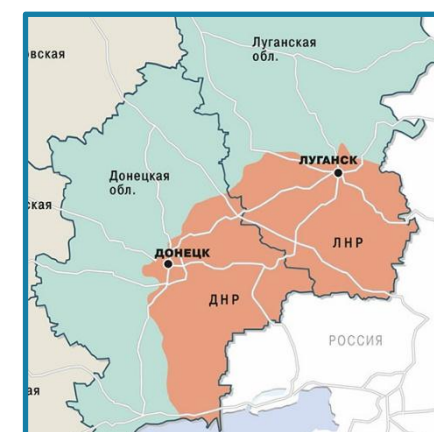 Луганская
обл.
вская
ЛУГАНСК
Донецкая
обл.
ская
ЛНР
ДОНЕЦК
ДНР
РОССИЯ
ая